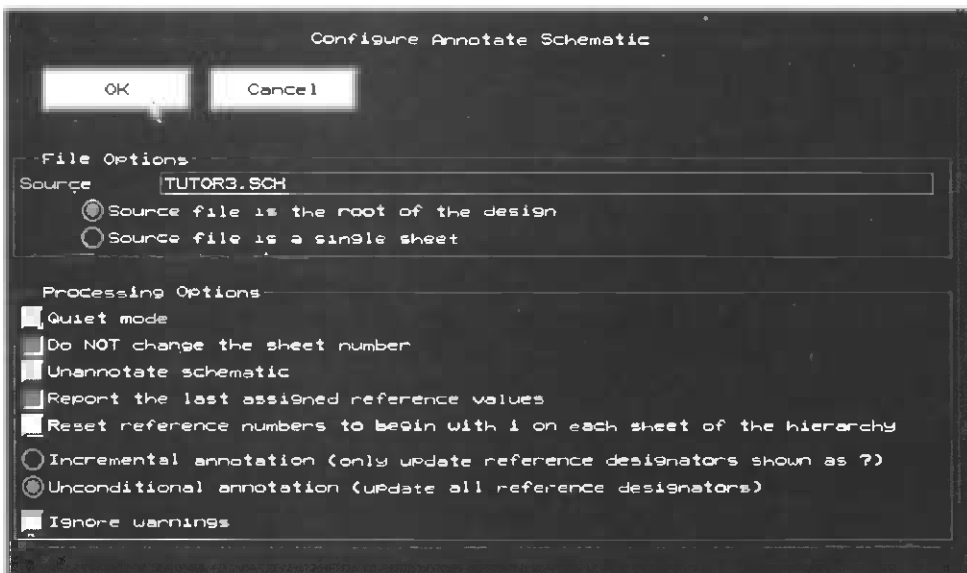 Configure Annotate Schematic
OK Cancel
File Options
Source TUTOR3.SCH
Source file is the root of the design
Source file is a single sheet
Processing Options
Quiet mode
Do NOT change the sheet number
Unannotate schematic
Report the last assigned reference values
Reset reference numbers to begin with 1 on each sheet of the hierarchy
Incremental annotation (only update reference designators shown as ?)
Unconditional annotation (update all reference designators)
Ignore warnings